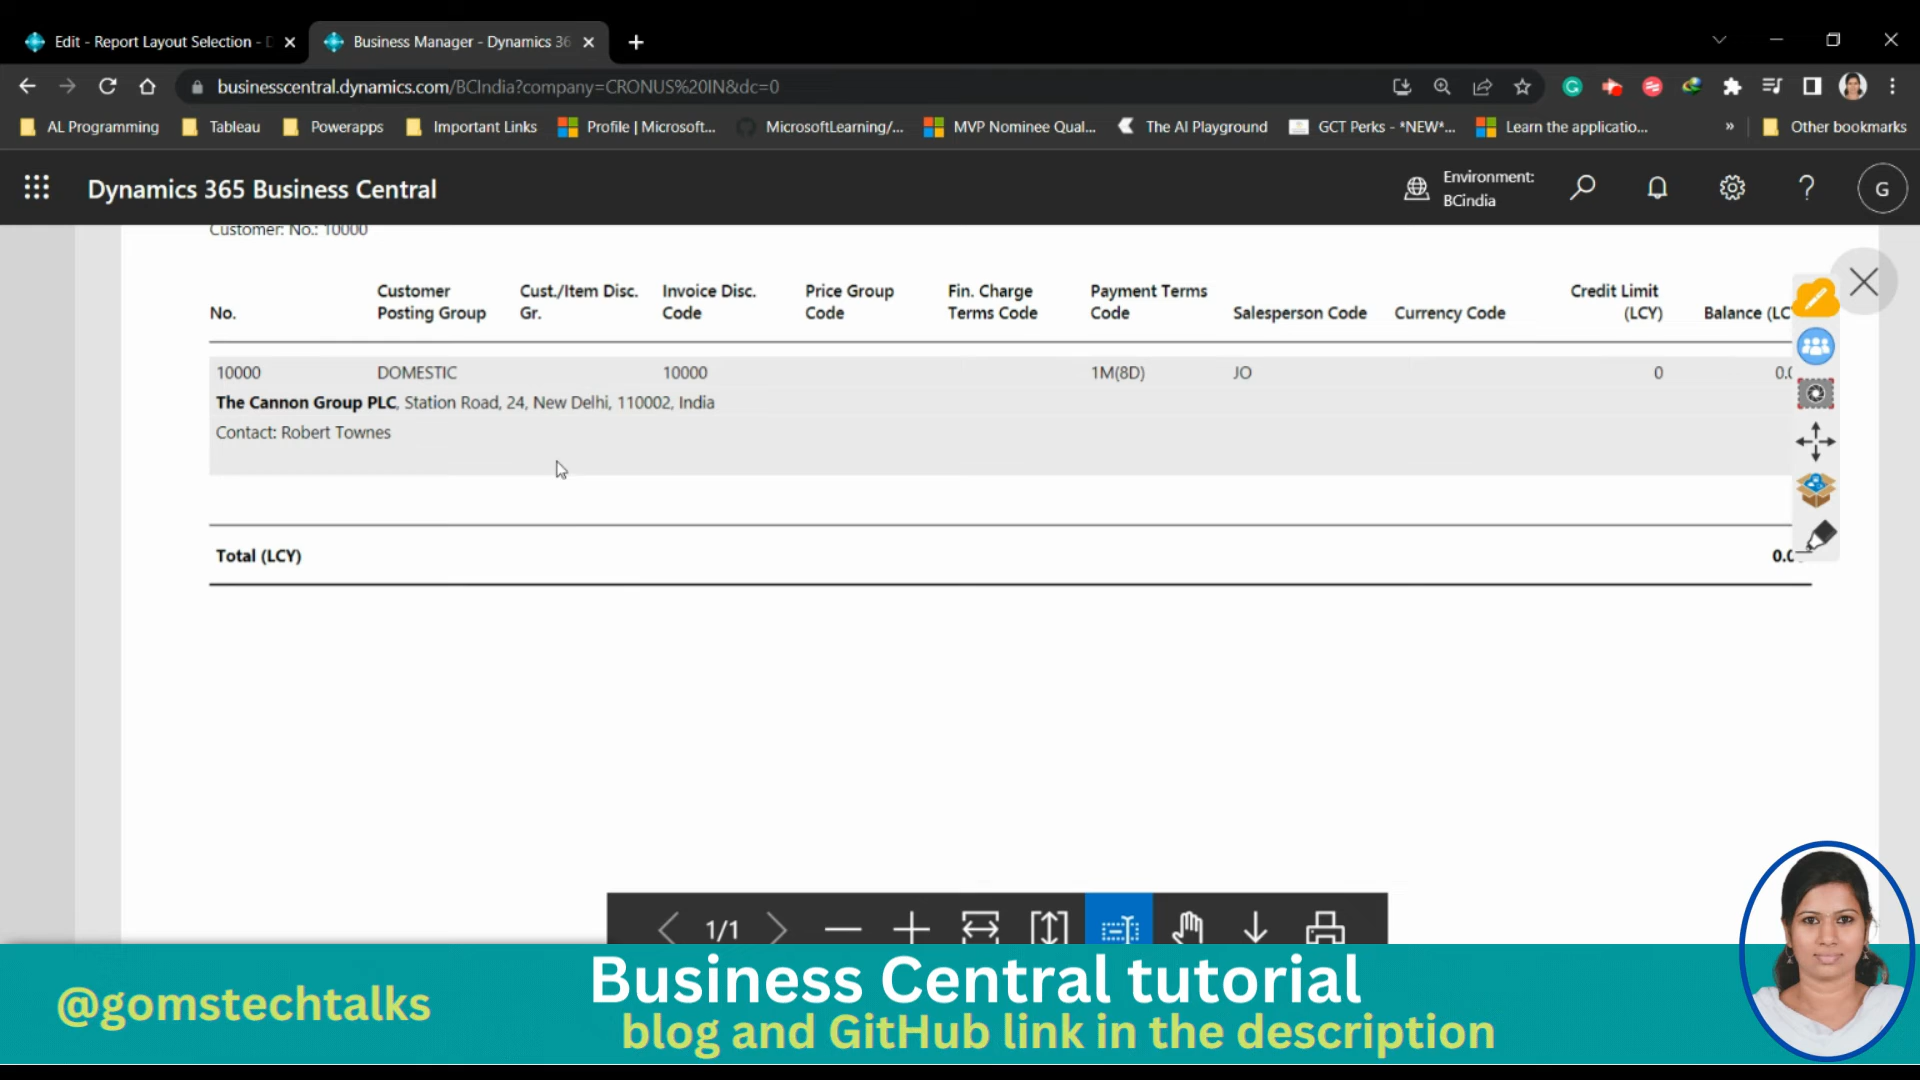 Edit - Report Layout Selection - D
Business Manager - Dynamics 36
businesscentral.dynamics.com/BCIndia?company=CRONUS%20IN&dc=0
AL Programming
Tableau
Powerapps
Important Links
Profile | Microsoft...
MicrosoftLearning/...
MVP Nominee Qual...
The AI Playground
GCT Perks - *NEW*...
Learn the applicatio...
»
Other bookmarks
Dynamics 365 Business Central
Environment:
BCindia
?
G
Customer: No.: 10000
No.
Customer
Posting Group
Cust./Item Disc.
Gr.
Invoice Disc.
Code
Price Group
Code
Fin. Charge
Terms Code
Payment Terms
Code
Salesperson Code
Currency Code
Credit Limit
(LCY)
Balance (LC
10000 DOMESTIC 10000 1M(8D) JO 0 0.0
The Cannon Group PLC, Station Road, 24, New Delhi, 110002, India
Contact: Robert Townes
Total (LCY) 0.0
1/1
@gomstechtalks
Business Central tutorial
blog and GitHub link in the description